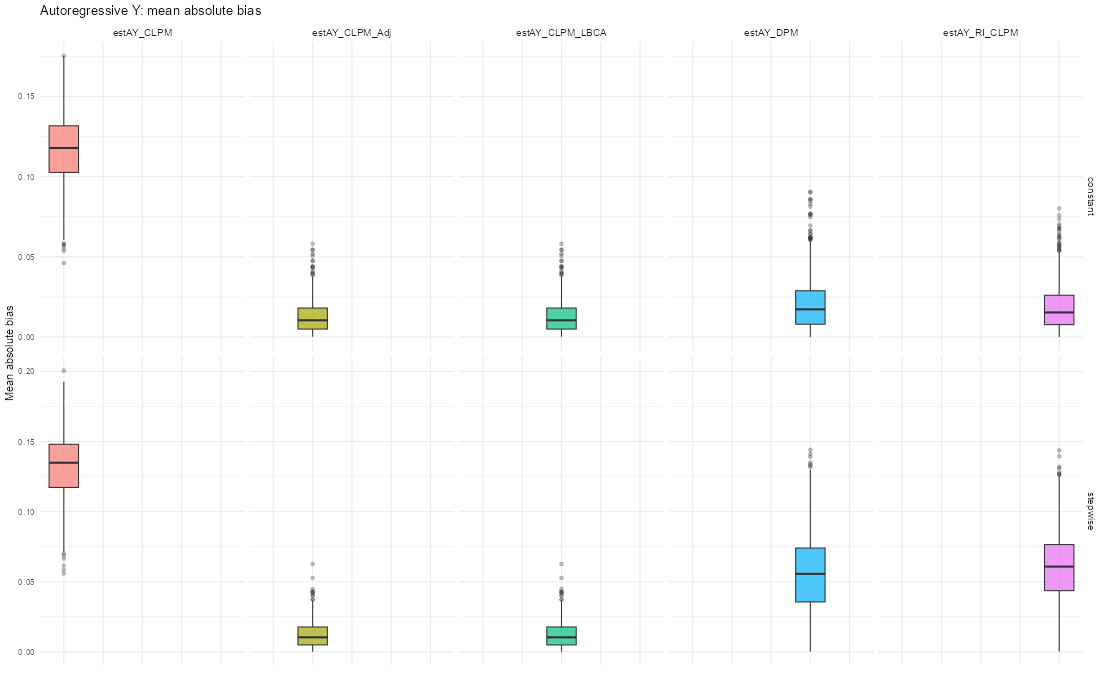 Autoregressive Y: mean absolute bias
estAY_CLPM
estAY_CLPM_Adj
estAY_CLPM_LBCA
estAY_DPM
estAY_RI_CLPM
0.15
0.10
0.05
0.00
constant
Mean absolute bias
0.20
0.15
0.10
0.05
0.00
stepwise